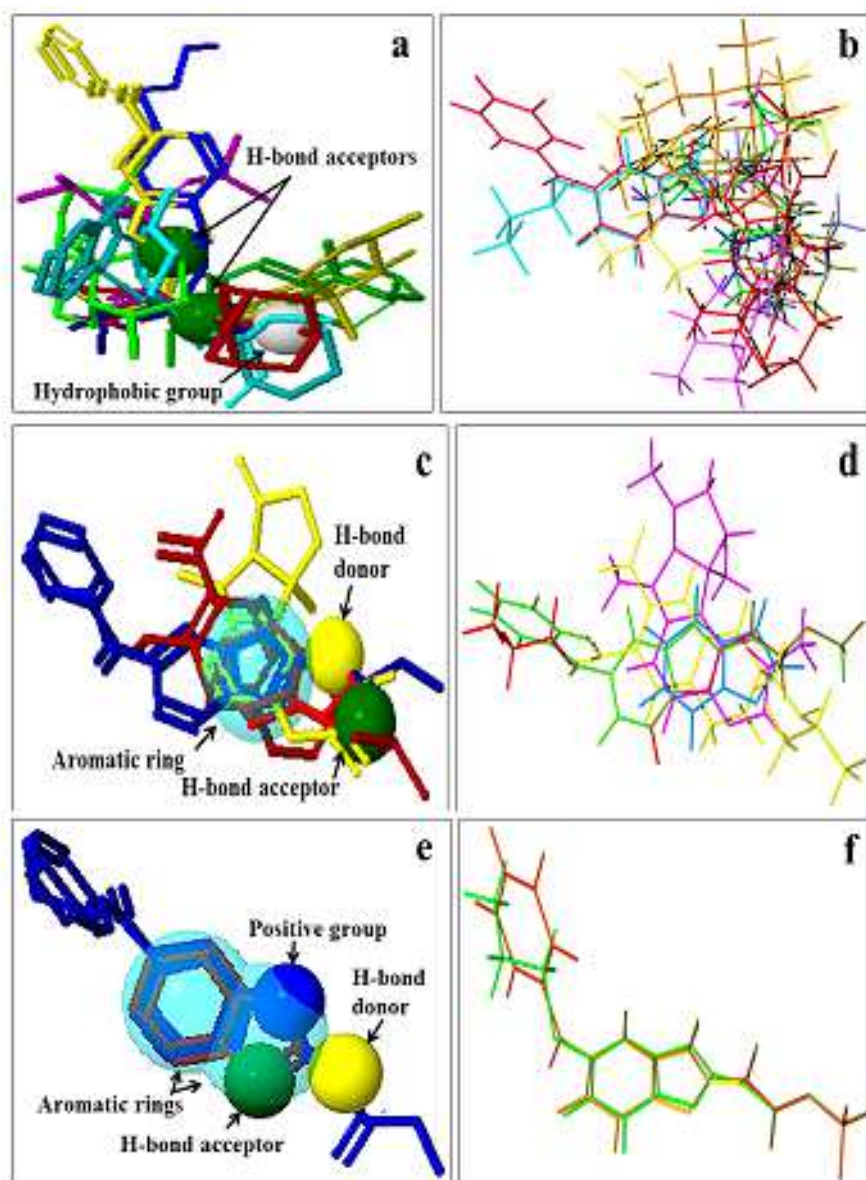 a
b
H-bond acceptors
Hydrophobic group
c
d
H-bond
donor
Aromatic ring
H-bond acceptor
e
f
Positive group
H-bond
donor
Aromatic rings
H-bond acceptor